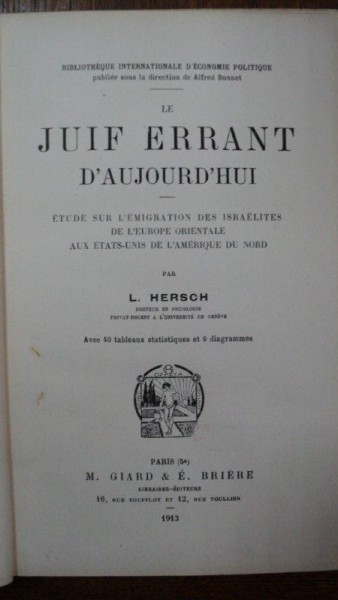 BIBLIOTHÈQUE INTERNATIONALE D'ÉCONOMIE POLITIQUE
publiée sous la direction de Alfred Bonnet
LE
JUIF ERRANT
D'AUJOURD'HUI
ÉTUDE SUR L'ÉMIGRATION DES ISRAÉLITES
DE L'EUROPE ORIENTALE
AUX ÉTATS-UNIS DE L'AMÉRIQUE DU NORD
PAR
L. HERSCH
DOCTEUR EN SOCIOLOGIE
PRIVAT-DOCENT A L'UNIVERSITÉ DE GENÈVE
Avec 40 tableaux statistiques et 9 diagrammes
PARIS (5e)
M. GIARD & É. BRIÈRE
LIBRAIRES-ÉDITEURS
16, RUE SOUFFLOT ET 12, RUE TOULLIER
1913